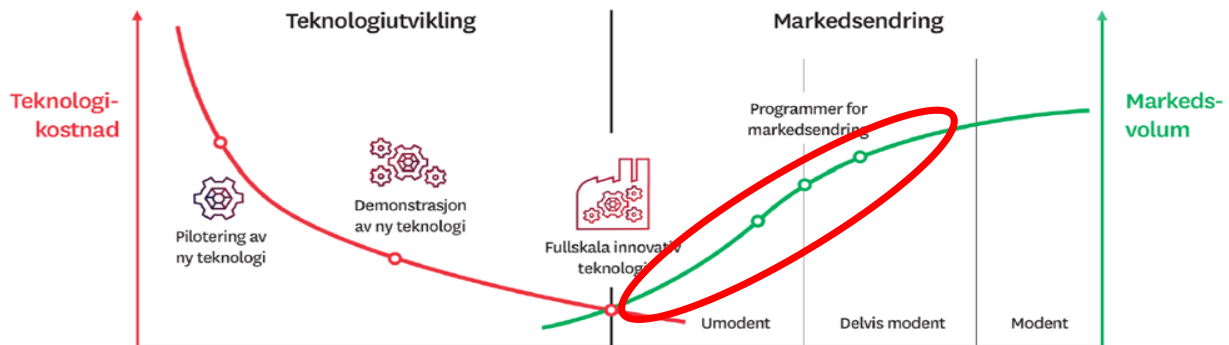 Teknologiutvikling
Markedsendring
Teknologi-
kostnad
Markeds-
volum
Programmer for
markedsendring
Pilotering av
ny teknologi
Demonstrasjon
av ny teknologi
Fullskala innovativ
teknologi
Umodent
Delvis modent
Modent